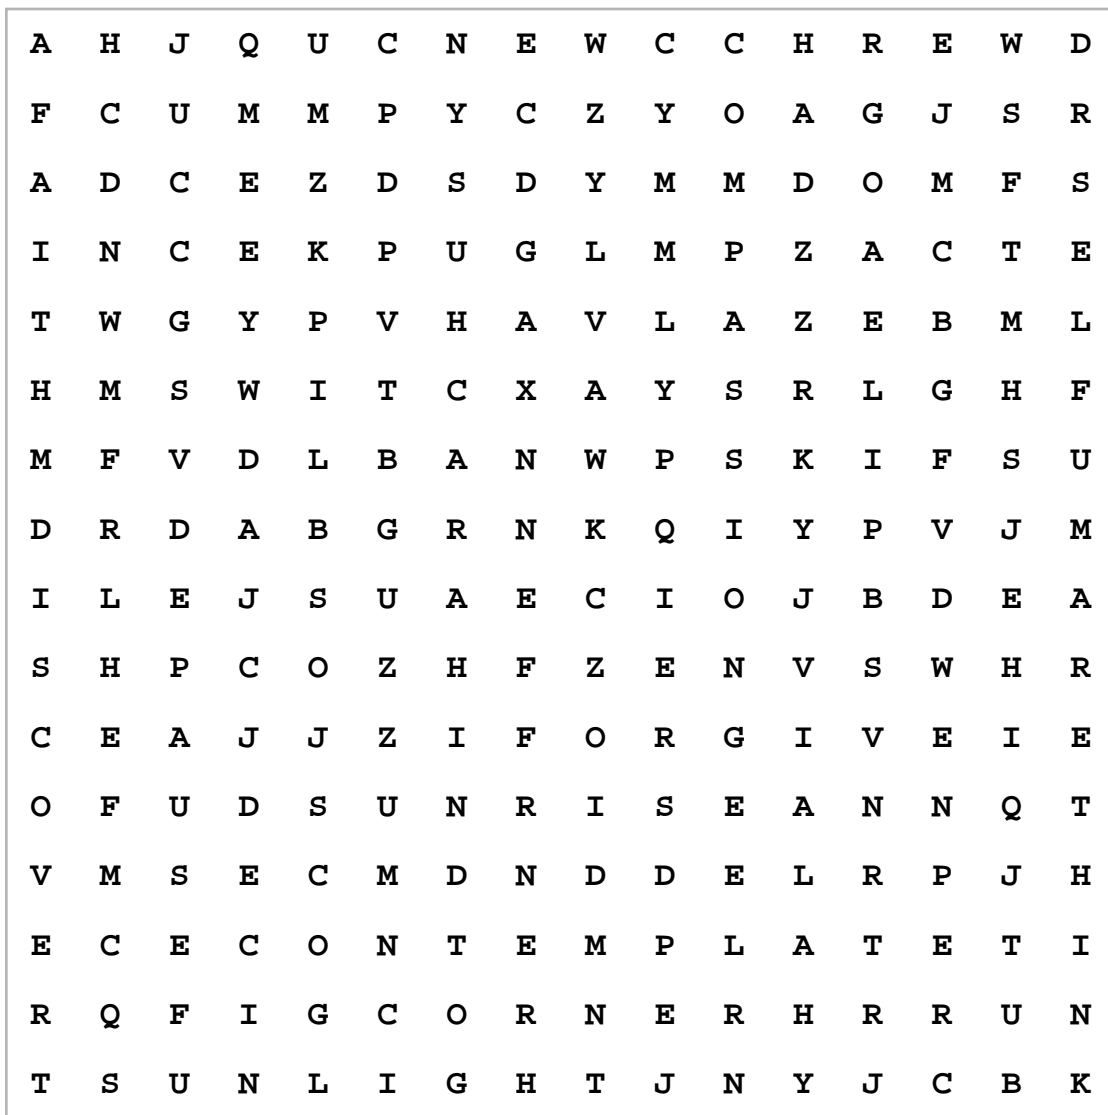 A H J Q U C N E W C C H R E W D
F C U M M P Y C Z Y O A G J S R
A D C E Z D S D Y M M D O M F S
I N C E K P U G L M P Z A C T E
T W G Y P V H A V L A Z E B M L
H M S W I T C X A Y S R L G H F
M F V D L B A N W P S K I F S U
D R D A B G R N K Q I Y P V J M
I L E J S U A E C I O J B D E A
S H P C O Z H F Z E N V S W H R
C E A J J Z I F O R G I V E I E
O F U D S U N R I S E A N N Q T
V M S E C M D N D D E L R P J H
E C E C O N T E M P L A T E T I
R Q F I G C O R N E R H R R U N
T S U N L I G H T J N Y J C B K